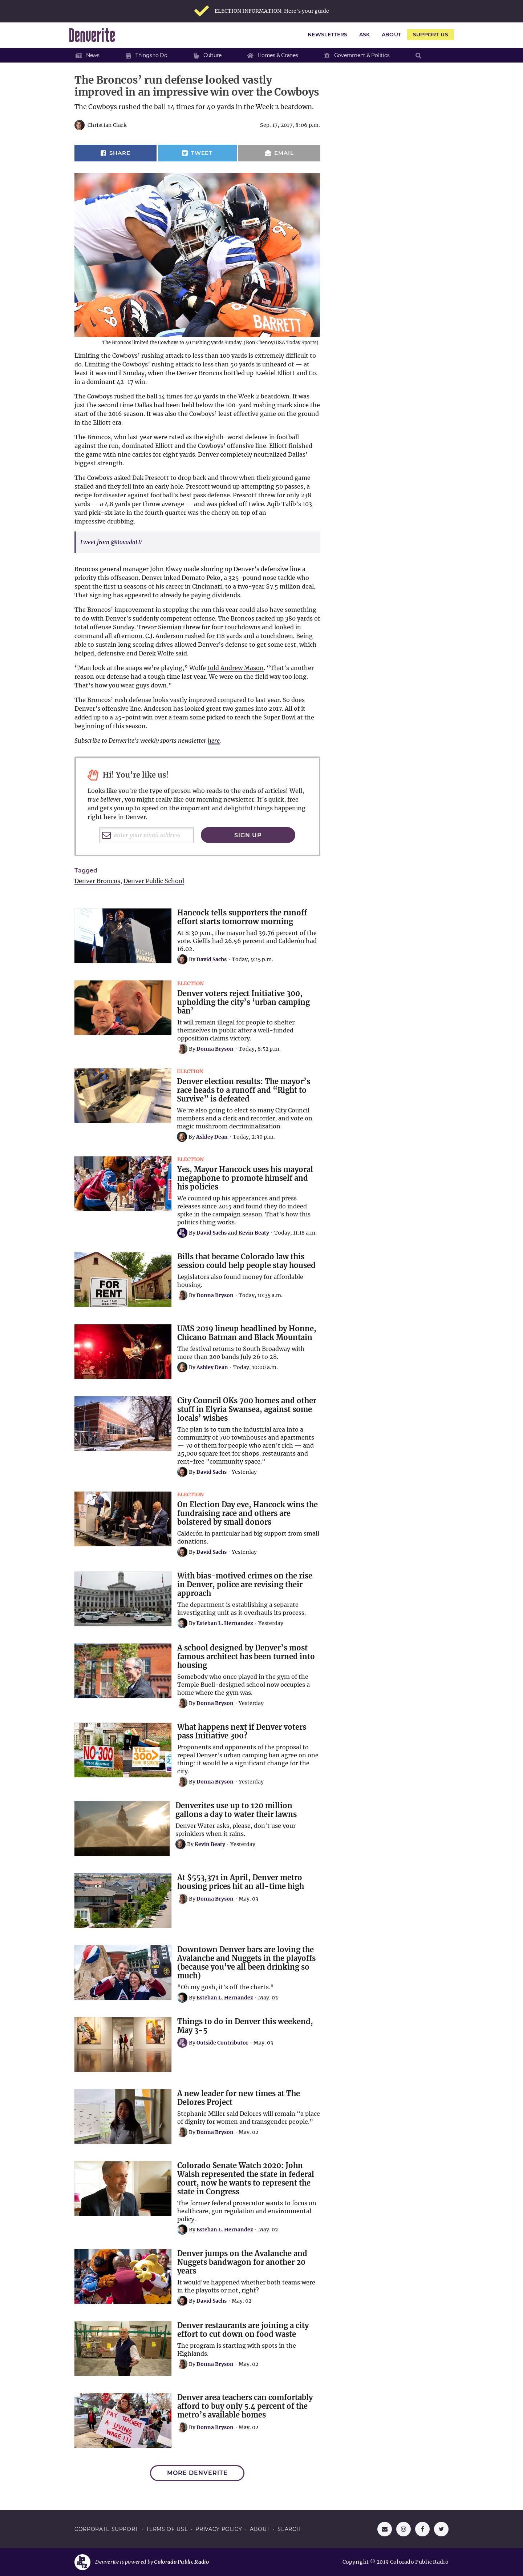 ELECTION INFORMATION: Here's your guide
Denverite
NEWSLETTERS ASK ABOUT SUPPORT US
News Things to Do Culture Homes & Cranes Government & Politics
The Broncos' run defense looked vastly
improved in an impressive win over the Cowboys
The Cowboys rushed the ball 14 times for 40 yards in the Week 2 beatdown.
Christian Clark Sep. 17, 2017, 8:06 p.m.
SHARE TWEET EMAIL
BARRETT
The Broncos limited the Cowboys to 40 rushing yards Sunday. (Ron Chenoy/USA Today Sports)
Limiting the Cowboys' rushing attack to less than 100 yards is extremely difficult to
do. Limiting the Cowboys' rushing attack to less than 50 yards is unheard of — at
least it was until Sunday, when the Denver Broncos bottled up Ezekiel Elliott and Co.
in a dominant 42-17 win.
The Cowboys rushed the ball 14 times for 40 yards in the Week 2 beatdown. It was
just the second time Dallas had been held below the 100-yard rushing mark since the
start of the 2016 season. It was also the Cowboys' least effective game on the ground
in the Elliott era.
The Broncos, who last year were rated as the eighth-worst defense in football
against the run, dominated Elliott and the Cowboys' offensive line. Elliott finished
the game with nine carries for eight yards. Denver completely neutralized Dallas'
biggest strength.
The Cowboys asked Dak Prescott to drop back and throw when their ground game
stalled and they fell into an early hole. Prescott wound up attempting 50 passes, a
recipe for disaster against football's best pass defense. Prescott threw for only 238
yards — a 4.8 yards per throw average — and was picked off twice. Aqib Talib's 103-
yard pick-six late in the fourth quarter was the cherry on top of an
impressive drubbing.
Tweet from @BovadaLV
Broncos general manager John Elway made shoring up Denver's defensive line a
priority this offseason. Denver inked Domato Peko, a 325-pound nose tackle who
spent the first 11 seasons of his career in Cincinnati, to a two-year $7.5 million deal.
That signing has appeared to already be paying dividends.
The Broncos' improvement in stopping the run this year could also have something
to do with Denver's suddenly competent offense. The Broncos racked up 380 yards of
total offense Sunday. Trevor Siemian threw for four touchdowns and looked in
command all afternoon. C.J. Anderson rushed for 118 yards and a touchdown. Being
able to sustain long scoring drives allowed Denver's defense to get some rest, which
helped, defensive end Derek Wolfe said.
"Man look at the snaps we're playing," Wolfe told Andrew Mason. "That's another
reason our defense had a tough time last year. We were on the field way too long.
That's how you wear guys down."
The Broncos' rush defense looks vastly improved compared to last year. So does
Denver's offensive line. Anderson has looked great two games into 2017. All of it
added up to a 25-point win over a team some picked to reach the Super Bowl at the
beginning of this season.
Subscribe to Denverite's weekly sports newsletter here.
Hi! You're like us!
Looks like you're the type of person who reads to the ends of articles! Well,
true believer, you might really like our morning newsletter. It's quick, free
and gets you up to speed on the important and delightful things happening
right here in Denver.
enter your email address SIGN UP
Tagged
Denver Broncos, Denver Public School
Hancock tells supporters the runoff
effort starts tomorrow morning
At 8:30 p.m., the mayor had 39.76 percent of the
vote. Giellis had 26.56 percent and Calderón had
16.02.
By David Sachs · Today, 9:15 p.m.
ELECTION
Denver voters reject Initiative 300,
upholding the city's 'urban camping
ban'
It will remain illegal for people to shelter
themselves in public after a well-funded
opposition claims victory.
By Donna Bryson · Today, 8:52 p.m.
ELECTION
Denver election results: The mayor's
race heads to a runoff and "Right to
Survive" is defeated
We're also going to elect so many City Council
members and a clerk and recorder, and vote on
magic mushroom decriminalization.
By Ashley Dean · Today, 2:30 p.m.
ELECTION
Yes, Mayor Hancock uses his mayoral
megaphone to promote himself and
his policies
We counted up his appearances and press
releases since 2015 and found they do indeed
spike in the campaign season. That's how this
politics thing works.
By David Sachs and Kevin Beaty · Today, 11:18 a.m.
FOR
RENT
Bills that became Colorado law this
session could help people stay housed
Legislators also found money for affordable
housing.
By Donna Bryson · Today, 10:35 a.m.
UMS 2019 lineup headlined by Honne,
Chicano Batman and Black Mountain
The festival returns to South Broadway with
more than 200 bands July 26 to 28.
By Ashley Dean · Today, 10:00 a.m.
City Council OKs 700 homes and other
stuff in Elyria Swansea, against some
locals' wishes
The plan is to turn the industrial area into a
community of 700 townhouses and apartments
— 70 of them for people who aren't rich — and
25,000 square feet for shops, restaurants and
rent-free "community space."
By David Sachs · Yesterday
ELECTION
On Election Day eve, Hancock wins the
fundraising race and others are
bolstered by small donors
Calderón in particular had big support from small
donations.
By David Sachs · Yesterday
With bias-motived crimes on the rise
in Denver, police are revising their
approach
The department is establishing a separate
investigating unit as it overhauls its process.
By Esteban L. Hernandez · Yesterday
A school designed by Denver's most
famous architect has been turned into
housing
Somebody who once played in the gym of the
Temple Buell-designed school now occupies a
home where the gym was.
By Donna Bryson · Yesterday
NO 300
YES
300
What happens next if Denver voters
pass Initiative 300?
Proponents and opponents of the proposal to
repeal Denver's urban camping ban agree on one
thing: it would be a significant change for the
city.
By Donna Bryson · Yesterday
Denverites use up to 120 million
gallons a day to water their lawns
Denver Water asks, please, don't use your
sprinklers when it rains.
By Kevin Beaty · Yesterday
At $553,371 in April, Denver metro
housing prices hit an all-time high
By Donna Bryson · May. 03
Downtown Denver bars are loving the
Avalanche and Nuggets in the playoffs
(because you've all been drinking so
much)
"Oh my gosh, it's off the charts."
By Esteban L. Hernandez · May. 03
Things to do in Denver this weekend,
May 3-5
By Outside Contributor · May. 03
A new leader for new times at The
Delores Project
Stephanie Miller said Delores will remain "a place
of dignity for women and transgender people."
By Donna Bryson · May. 02
Colorado Senate Watch 2020: John
Walsh represented the state in federal
court, now he wants to represent the
state in Congress
The former federal prosecutor wants to focus on
healthcare, gun regulation and environmental
policy.
By Esteban L. Hernandez · May. 02
Denver jumps on the Avalanche and
Nuggets bandwagon for another 20
years
It would've happened whether both teams were
in the playoffs or not, right?
By David Sachs · May. 02
Denver restaurants are joining a city
effort to cut down on food waste
The program is starting with spots in the
Highlands.
By Donna Bryson · May. 02
PAY TEACHERS
A LIVING
WAGE!!!
Denver area teachers can comfortably
afford to buy only 5.4 percent of the
metro's available homes
By Donna Bryson · May. 02
MORE DENVERITE
CORPORATE SUPPORT · TERMS OF USE · PRIVACY POLICY · ABOUT · SEARCH
Denverite is powered by Colorado Public Radio Copyright © 2019 Colorado Public Radio